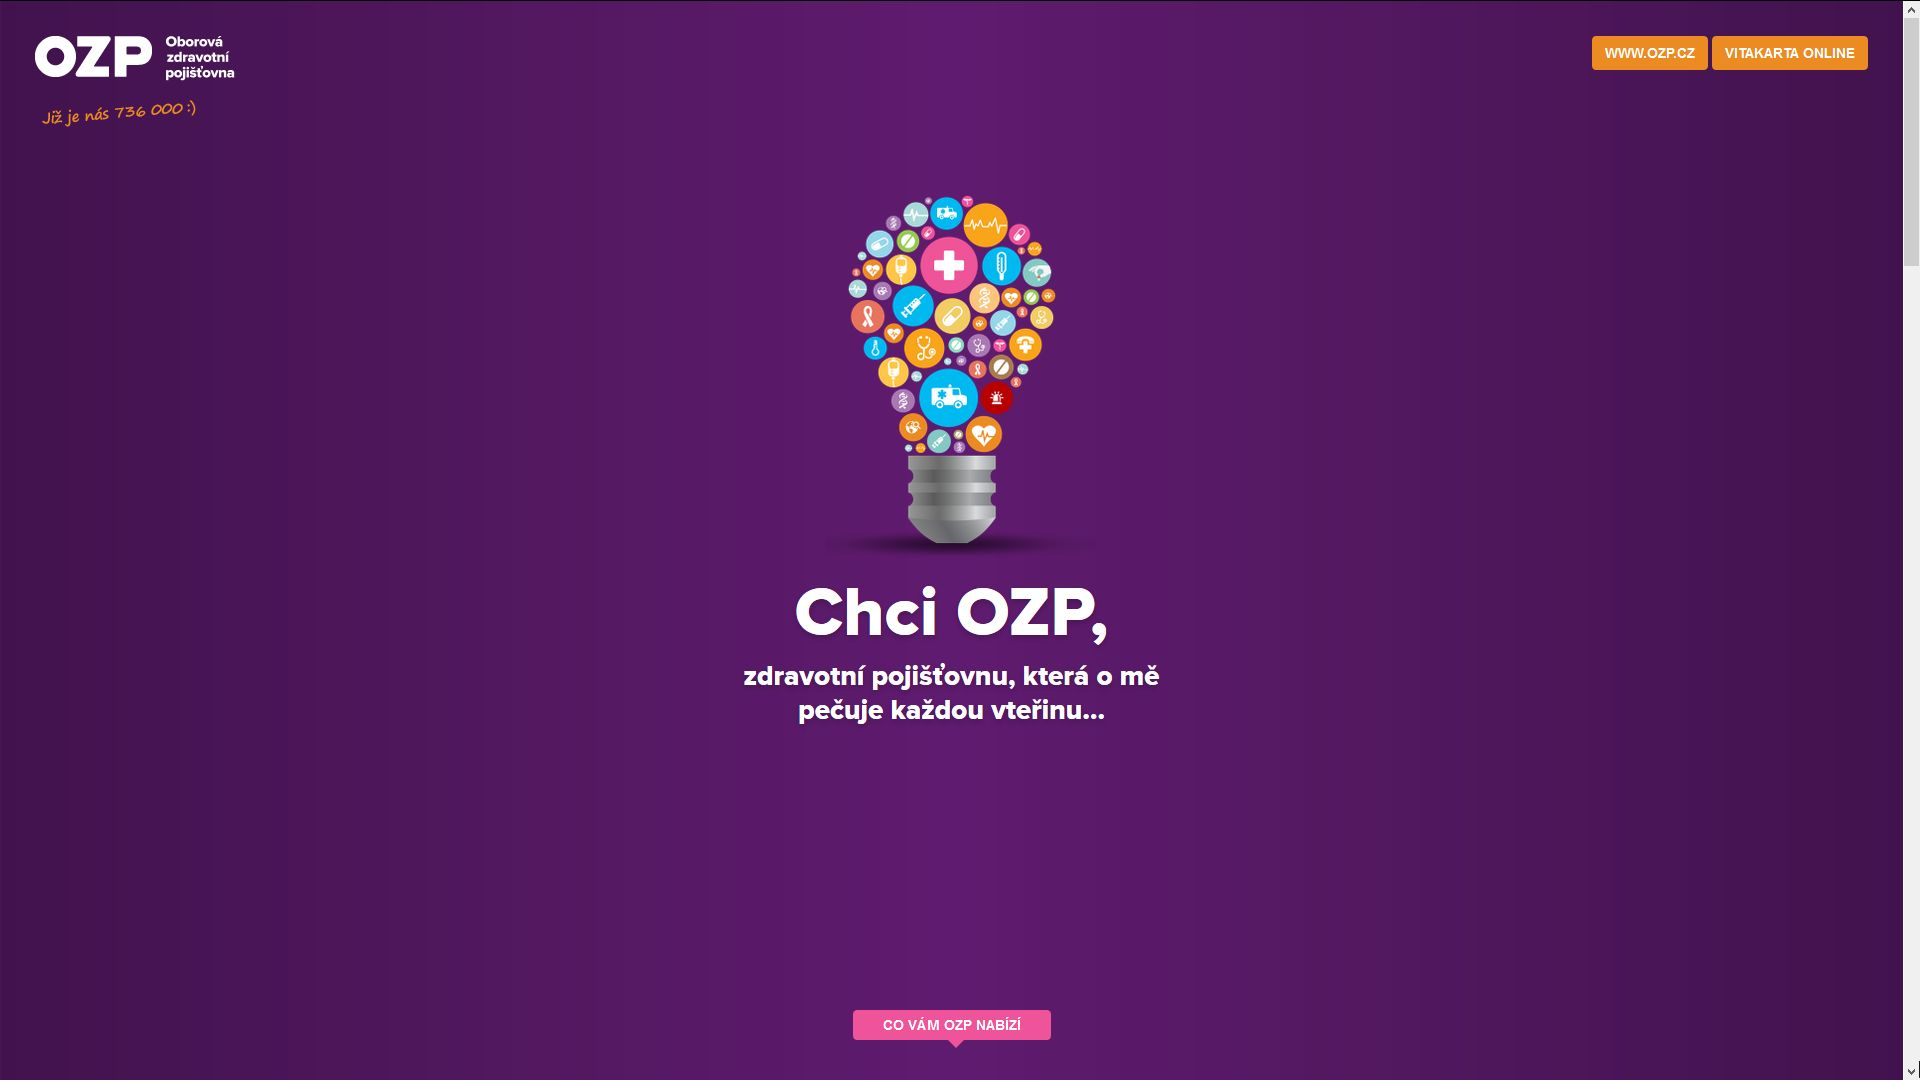 OZP
Oborová
zdravotní
pojišťovna
Již je nás 736 000 :)
WWW.OZP.CZ
VITAKARTA ONLINE
Chci OZP,
zdravotní pojišťovnu, která o mě
pečuje každou vteřinu...
CO VÁM OZP NABÍZÍ